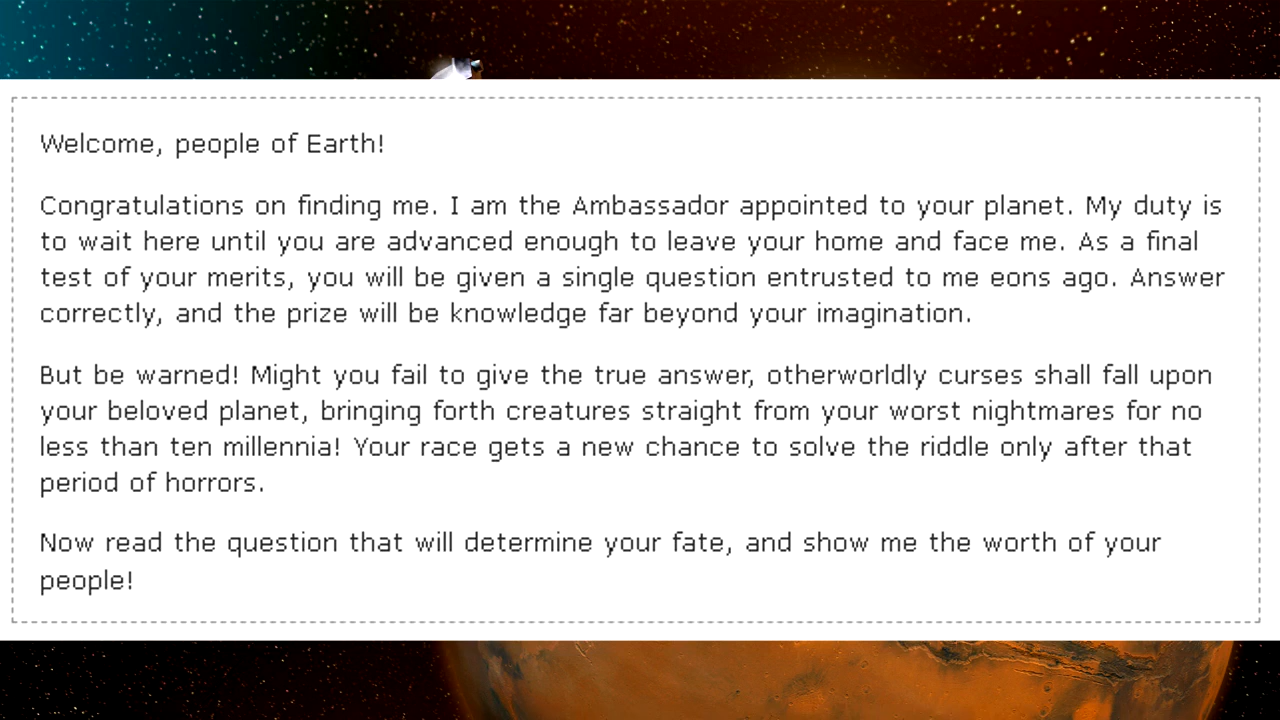 Welcome, people of Earth!
Congratulations on finding me. I am the Ambassador appointed to your planet. My duty is
to wait here until you are advanced enough to leave your home and face me. As a final
test of your merits, you will be given a single question entrusted to me eons ago. Answer
correctly, and the prize will be knowledge far beyond your imagination.
But be warned! Might you fail to give the true answer, otherworldly curses shall fall upon
your beloved planet, bringing forth creatures straight from your worst nightmares for no
less than ten millennia! Your race gets a new chance to solve the riddle only after that
period of horrors.
Now read the question that will determine your fate, and show me the worth of your
people!